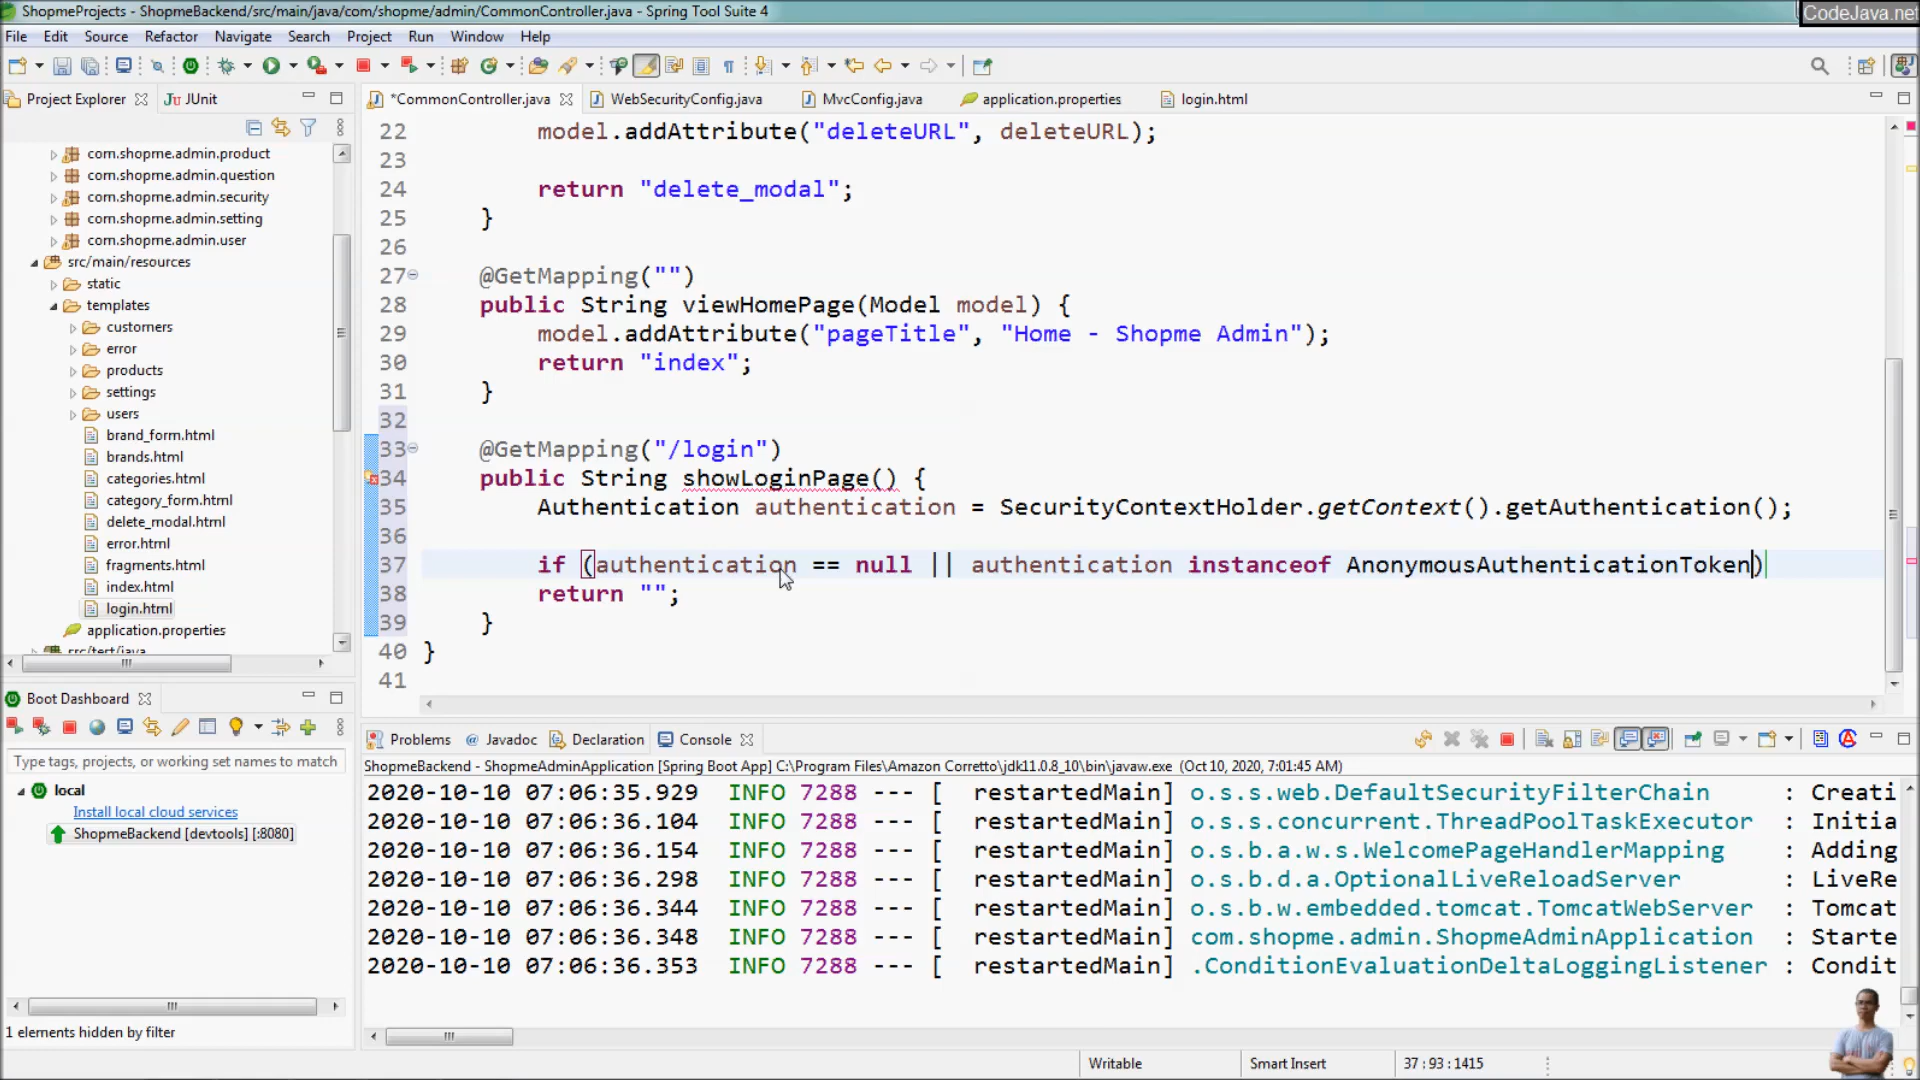 ShopmeProjects - ShopmeBackend/src/main/java/com/shopme/admin/CommonController.java - Spring Tool Suite 4
CodeJava.net
File Edit Source Refactor Navigate Search Project Run Window Help
Project Explorer JUnit
com.shopme.admin.product
com.shopme.admin.question
com.shopme.admin.security
com.shopme.admin.setting
com.shopme.admin.user
src/main/resources
static
templates
customers
error
products
settings
users
brand_form.html
brands.html
categories.html
category_form.html
delete_modal.html
error.html
fragments.html
index.html
login.html
application.properties
src/test/java
*CommonController.java WebSecurityConfig.java MvcConfig.java application.properties login.html
22 model.addAttribute("deleteURL", deleteURL);
23
24 return "delete_modal";
25 }
26
27 @GetMapping("")
28 public String viewHomePage(Model model) {
29 model.addAttribute("pageTitle", "Home - Shopme Admin");
30 return "index";
31 }
32
33 @GetMapping("/login")
34 public String showLoginPage() {
35 Authentication authentication = SecurityContextHolder.getContext().getAuthentication();
36
37 if (authentication == null || authentication instanceof AnonymousAuthenticationToken)
38 return "";
39 }
40 }
41
Boot Dashboard
Type tags, projects, or working set names to match
local
Install local cloud services
ShopmeBackend [devtools] [:8080]
1 elements hidden by filter
Problems @ Javadoc Declaration Console
ShopmeBackend - ShopmeAdminApplication [Spring Boot App] C:\Program Files\Amazon Corretto\jdk11.0.8_10\bin\javaw.exe (Oct 10, 2020, 7:01:45 AM)
2020-10-10 07:06:35.929 INFO 7288 --- [ restartedMain] o.s.s.web.DefaultSecurityFilterChain : Creati
2020-10-10 07:06:36.104 INFO 7288 --- [ restartedMain] o.s.s.concurrent.ThreadPoolTaskExecutor : Initia
2020-10-10 07:06:36.154 INFO 7288 --- [ restartedMain] o.s.b.a.w.s.WelcomePageHandlerMapping : Adding
2020-10-10 07:06:36.298 INFO 7288 --- [ restartedMain] o.s.b.d.a.OptionalLiveReloadServer : LiveRe
2020-10-10 07:06:36.344 INFO 7288 --- [ restartedMain] o.s.b.w.embedded.tomcat.TomcatWebServer : Tomcat
2020-10-10 07:06:36.348 INFO 7288 --- [ restartedMain] com.shopme.admin.ShopmeAdminApplication : Starte
2020-10-10 07:06:36.353 INFO 7288 --- [ restartedMain] .ConditionEvaluationDeltaLoggingListener : Condit
Writable Smart Insert 37 : 93 : 1415